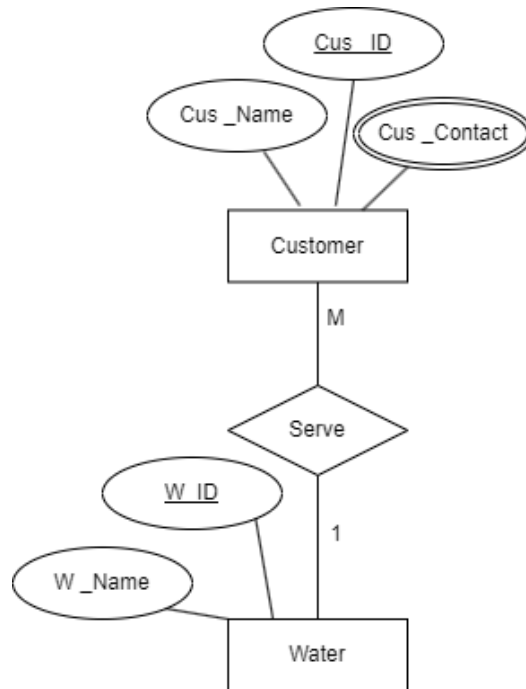 Cus _ID
Cus _Name
Cus _Contact
Customer
M
Serve
W_ID
1
W _Name
Water